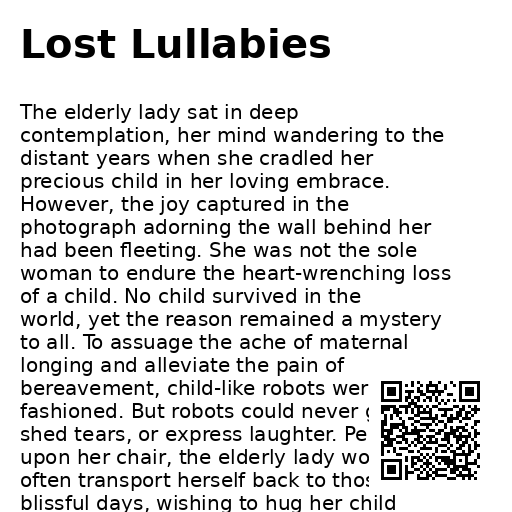 Lost Lullabies
The elderly lady sat in deep
contemplation, her mind wandering to the
distant years when she cradled her
precious child in her loving embrace.
However, the joy captured in the
photograph adorning the wall behind her
had been fleeting. She was not the sole
woman to endure the heart-wrenching loss
of a child. No child survived in the
world, yet the reason remained a mystery
to all. To assuage the ache of maternal
longing and alleviate the pain of
bereavement, child-like robots wer
fashioned. But robots could never
shed tears, or express laughter. Pe
upon her chair, the elderly lady wo
often transport herself back to thos
blissful days, wishing to hug her child